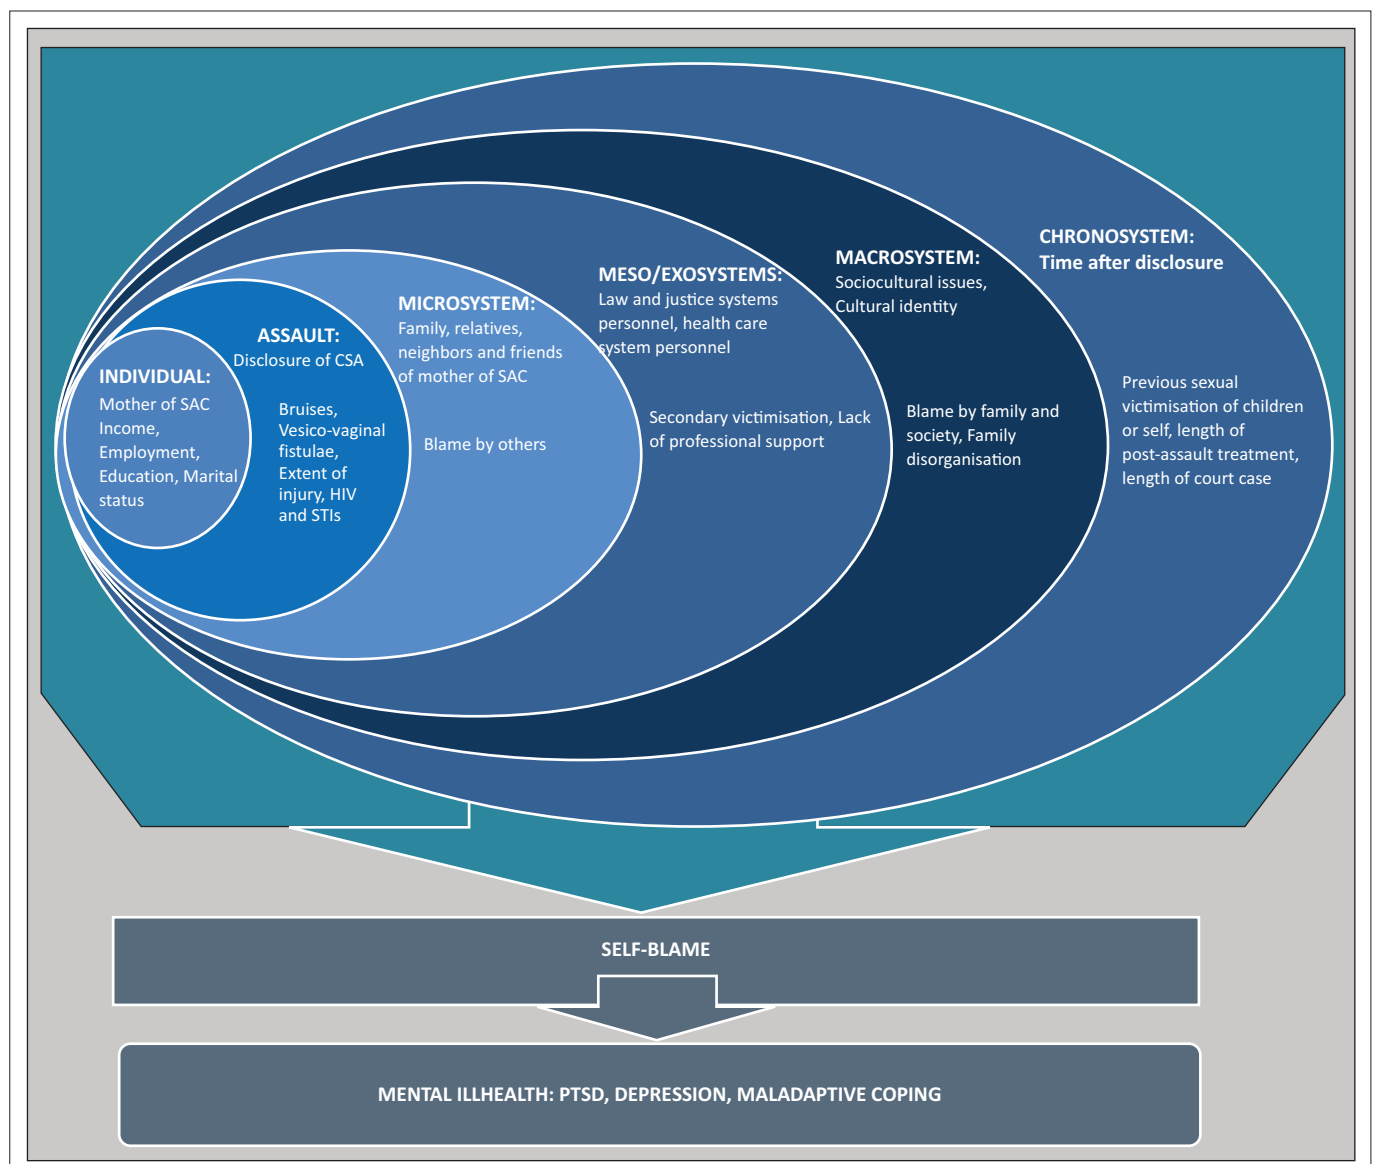 INDIVIDUAL:
Mother of SAC
Income,
Employment,
Education, Marital
status
ASSAULT:
Disclosure of CSA
Bruises,
Vesico-vaginal
fistulae,
Extent of
injury, HIV
and STIs
MICROSYSTEM:
Family, relatives,
neighbors and friends
of mother of SAC
Blame by others
MESO/EXOSYSTEMS:
Law and justice systems
personnel, health care
system personnel
Secondary victimisation, Lack
of professional support
MACROSYSTEM:
Sociocultural issues,
Cultural identity
Blame by family and
society, Family
disorganisation
CHRONOSYSTEM:
Time after disclosure
Previous sexual
victimisation of children
or self, length of
post-assault treatment,
length of court case
SELF-BLAME
MENTAL ILLHEALTH: PTSD, DEPRESSION, MALADAPTIVE COPING